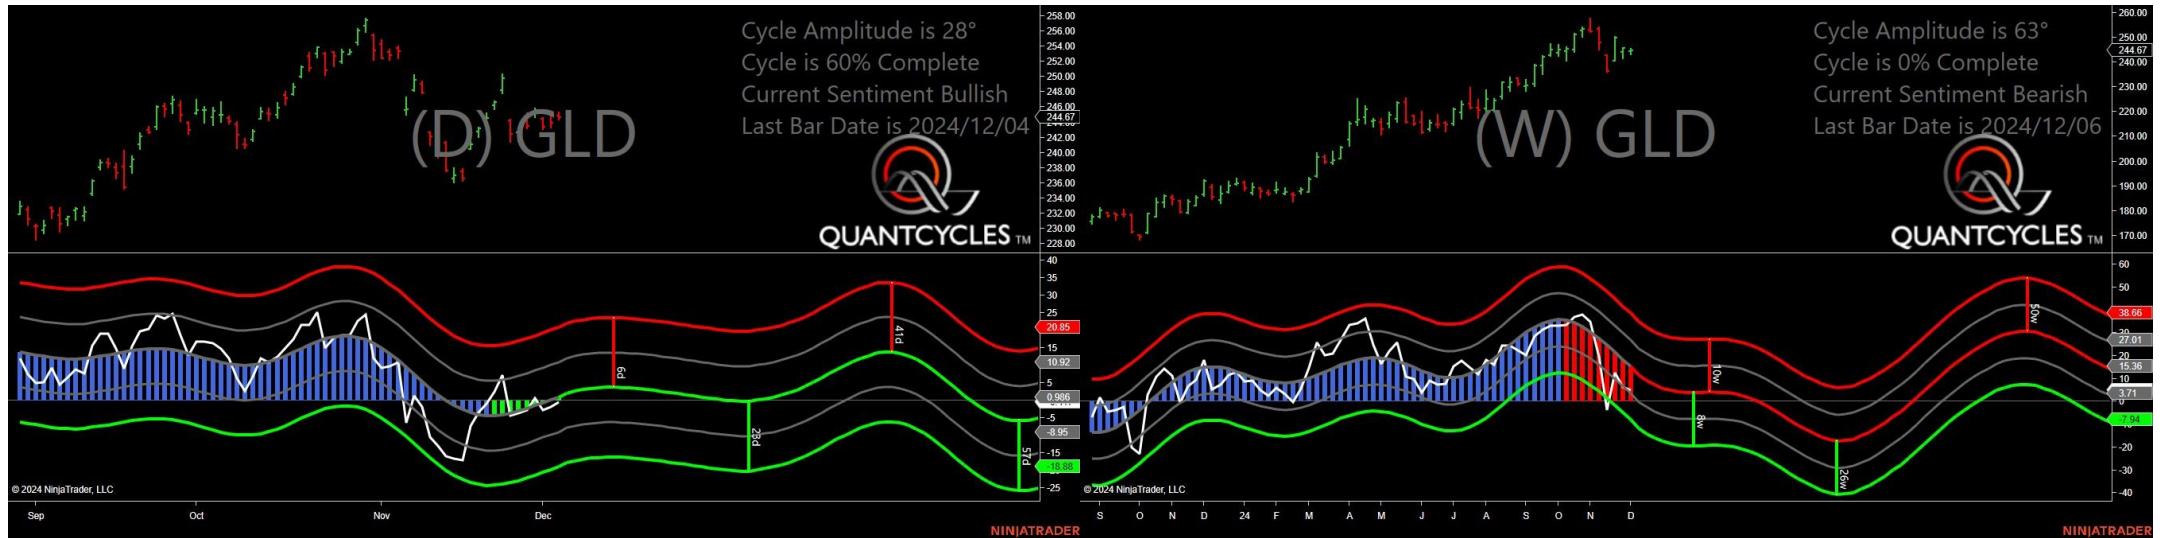 Cycle Amplitude is 28°
Cycle is 60% Complete
Current Sentiment Bullish
Last Bar Date is 2024/12/04
(D) GLD
QUANTCYCLES TM
258.00
256.00
254.00
252.00
250.00
248.00
246.00
244.67
242.00
240.00
238.00
236.00
234.00
232.00
230.00
228.00
40
35
30
25
20.85
15
10.92
5
0.986
-5
-8.95
-15
-18.88
-25
6d
23d
41d
57d
© 2024 NinjaTrader, LLC
Sep Oct Nov Dec
NINJATRADER
Cycle Amplitude is 63°
Cycle is 0% Complete
Current Sentiment Bearish
Last Bar Date is 2024/12/06
(W) GLD
QUANTCYCLES TM
260.00
250.00
244.67
240.00
230.00
220.00
210.00
200.00
190.00
180.00
170.00
60
50
38.66
30
27.01
20
15.36
10
3.71
0
-7.94
-20
-30
-40
10w
8w
26w
50w
© 2024 NinjaTrader, LLC
S O N D 24 F M A M J J A S O N D
NINJATRADER